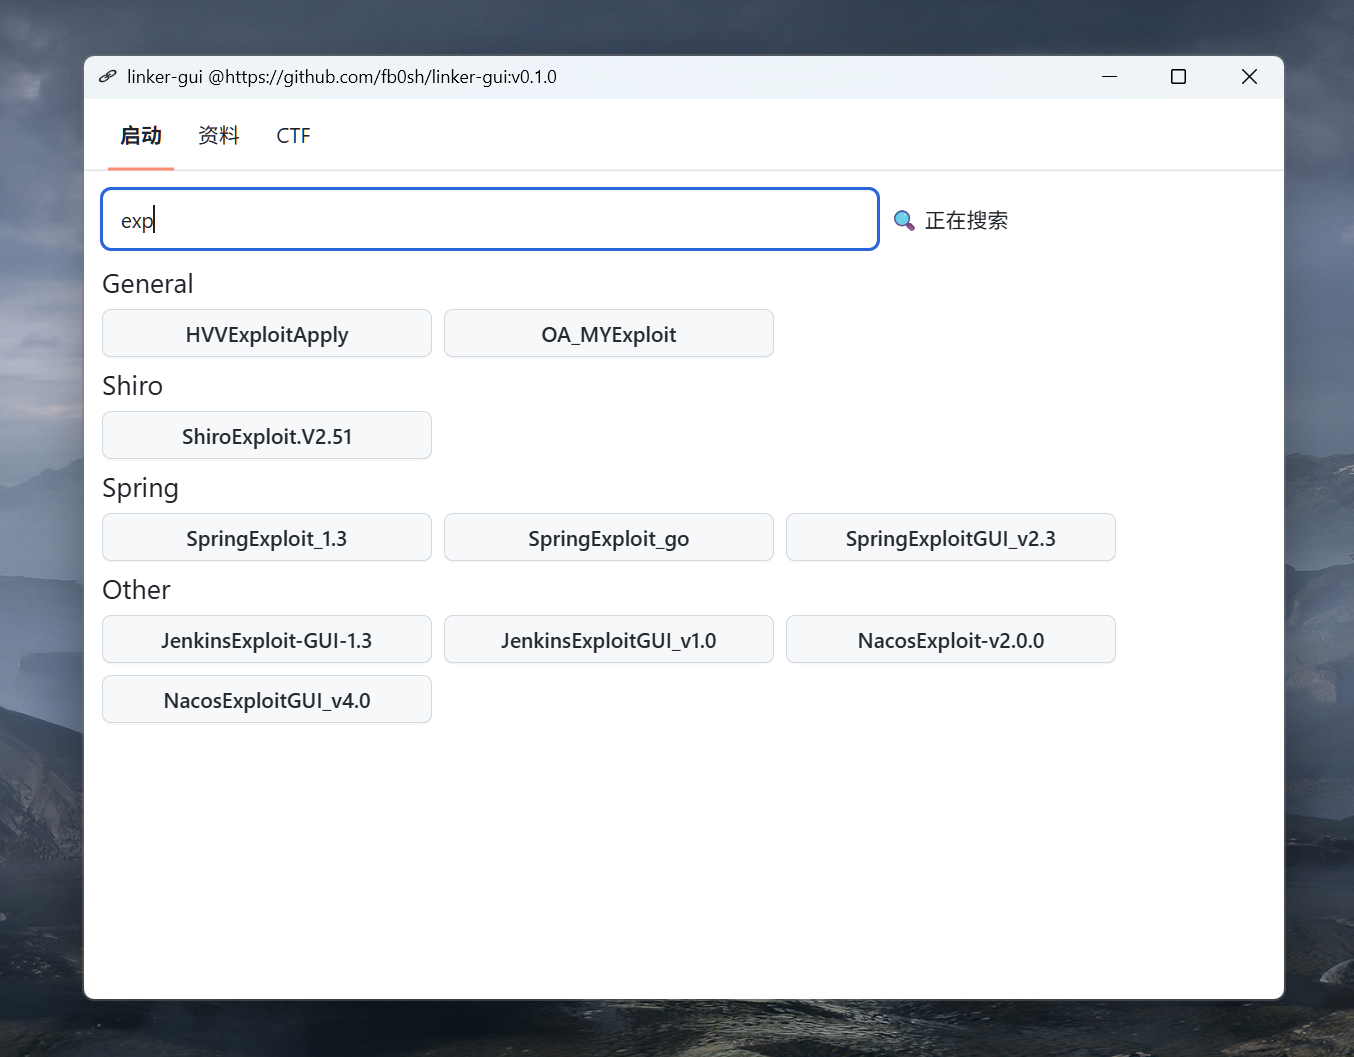 linker-gui @https://github.com/fb0sh/linker-gui:v0.1.0
启动 资料 CTF
exp 正在搜索
General
HVVExploitApply OA_MYExploit
Shiro
ShiroExploit.V2.51
Spring
SpringExploit_1.3 SpringExploit_go SpringExploitGUI_v2.3
Other
JenkinsExploit-GUI-1.3 JenkinsExploitGUI_v1.0 NacosExploit-v2.0.0
NacosExploitGUI_v4.0